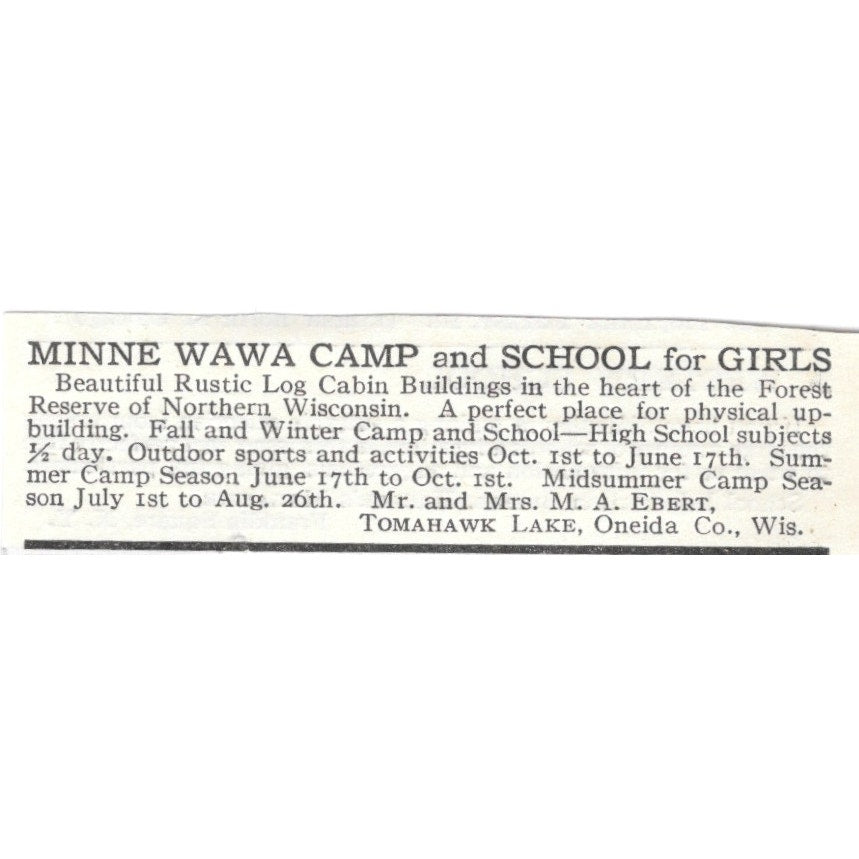 MINNE WAWA CAMP and SCHOOL for GIRLS
Beautiful Rustic Log Cabin Buildings in the heart of the Forest
Reserve of Northern Wisconsin. A perfect place for physical up-
building. Fall and Winter Camp and School—High School subjects
½ day. Outdoor sports and activities Oct. 1st to June 17th. Sum-
mer Camp Season June 17th to Oct. 1st. Midsummer Camp Sea-
son July 1st to Aug. 26th. Mr. and Mrs. M. A. EBERT,
TOMAHAWK LAKE, Oneida Co., Wis.